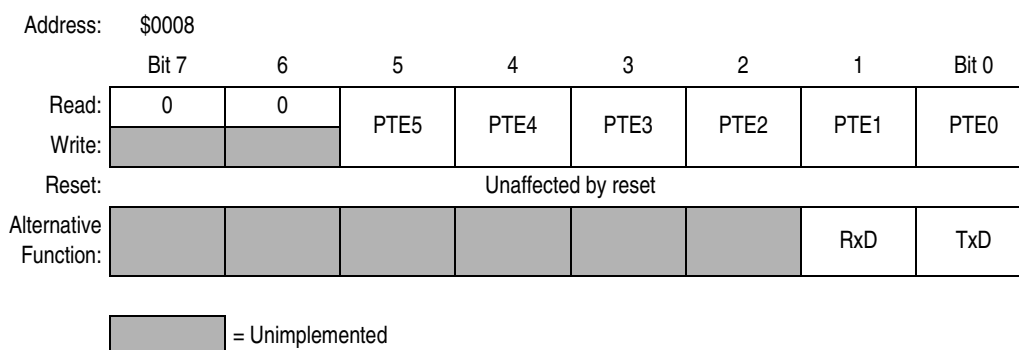 Address: $0008
Bit 7 6 5 4 3 2 1 Bit 0
Read: 0 0 PTE5 PTE4 PTE3 PTE2 PTE1 PTE0
Write:
Reset: Unaffected by reset
Alternative
Function: RxD TxD
= Unimplemented